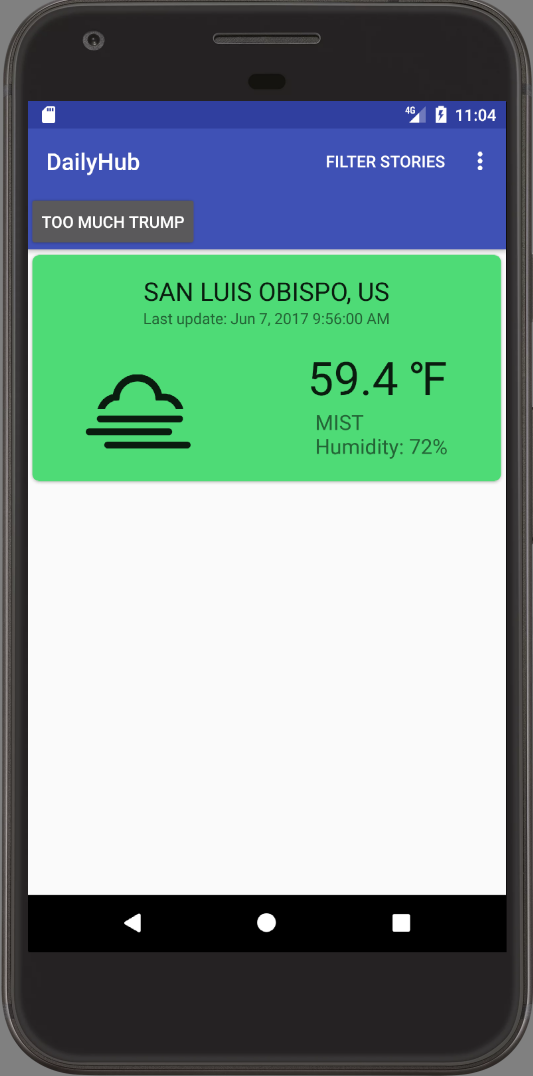 4G 11:04
DailyHub FILTER STORIES
TOO MUCH TRUMP
SAN LUIS OBISPO, US
Last update: Jun 7, 2017 9:56:00 AM
59.4 °F
MIST
Humidity: 72%